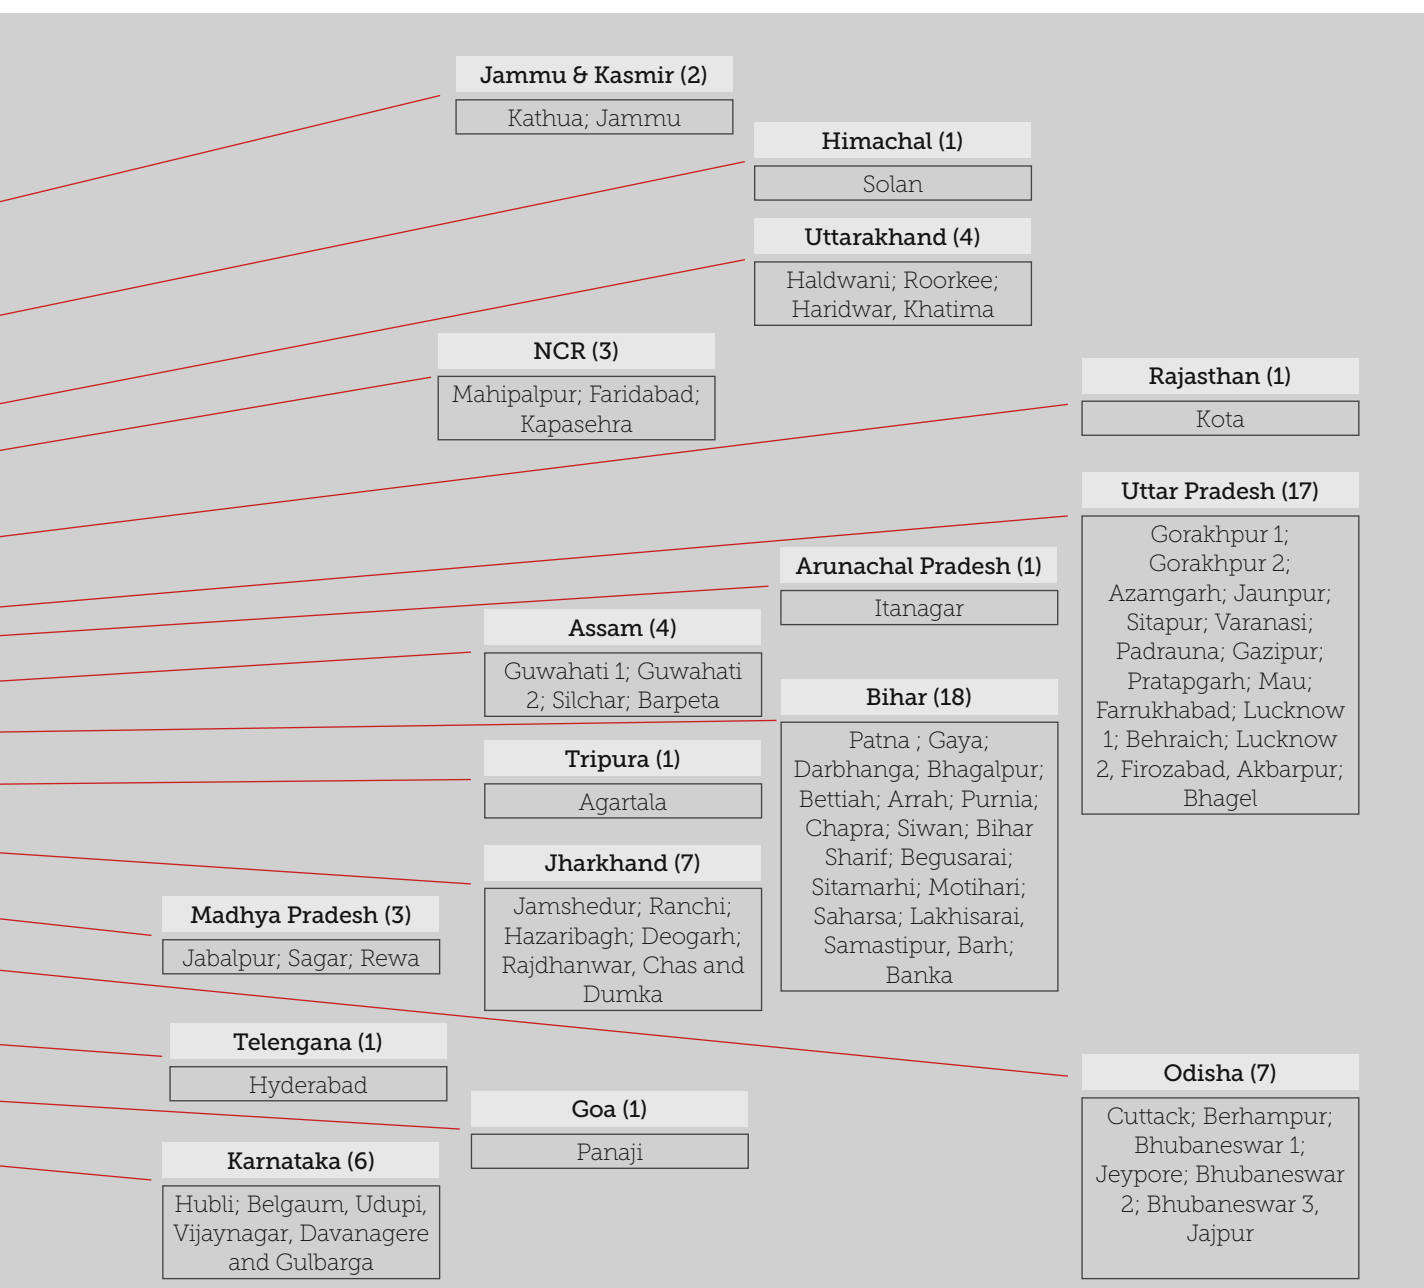 Jammu & Kasmir (2)
Kathua; Jammu
Himachal (1)
Solan
Uttarakhand (4)
Haldwani; Roorkee;
Haridwar, Khatima
NCR (3)
Mahipalpur; Faridabad;
Kapasehra
Rajasthan (1)
Kota
Uttar Pradesh (17)
Gorakhpur 1;
Gorakhpur 2;
Azamgarh; Jaunpur;
Sitapur; Varanasi;
Padrauna; Gazipur;
Pratapgarh; Mau;
Farrukhabad; Lucknow
1; Behraich; Lucknow
2, Firozabad, Akbarpur;
Bhagel
Arunachal Pradesh (1)
Itanagar
Assam (4)
Guwahati 1; Guwahati
2; Silchar; Barpeta
Bihar (18)
Patna ; Gaya;
Darbhanga; Bhagalpur;
Bettiah; Arrah; Purnia;
Chapra; Siwan; Bihar
Sharif; Begusarai;
Sitamarhi; Motihari;
Saharsa; Lakhisarai,
Samastipur, Barh;
Banka
Tripura (1)
Agartala
Jharkhand (7)
Jamshedur; Ranchi;
Hazaribagh; Deogarh;
Rajdhanwar, Chas and
Dumka
Madhya Pradesh (3)
Jabalpur; Sagar; Rewa
Telengana (1)
Hyderabad
Odisha (7)
Cuttack; Berhampur;
Bhubaneswar 1;
Jeypore; Bhubaneswar
2; Bhubaneswar 3,
Jajpur
Goa (1)
Panaji
Karnataka (6)
Hubli; Belgaum, Udupi,
Vijaynagar, Davanagere
and Gulbarga